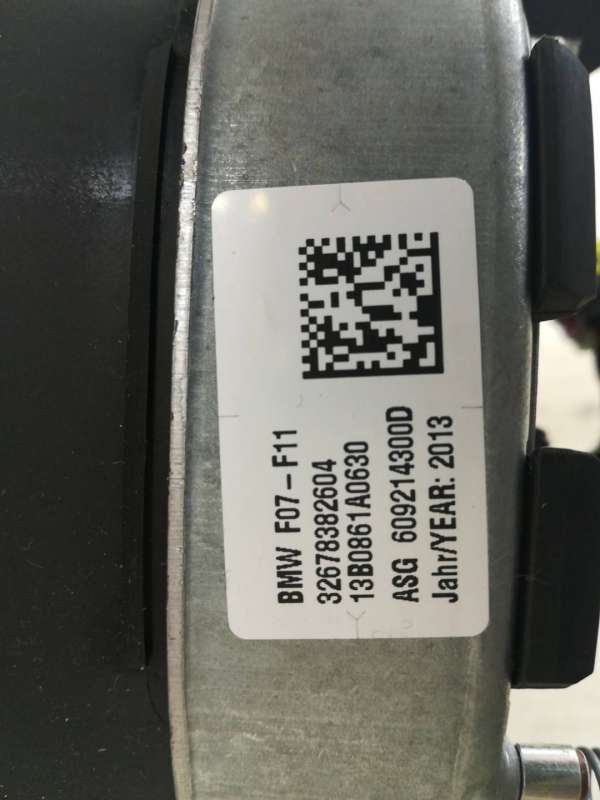 BMW F07-F11
32678382604
13B0861A0630
ASG 609214300D
Jahr/YEAR: 2013